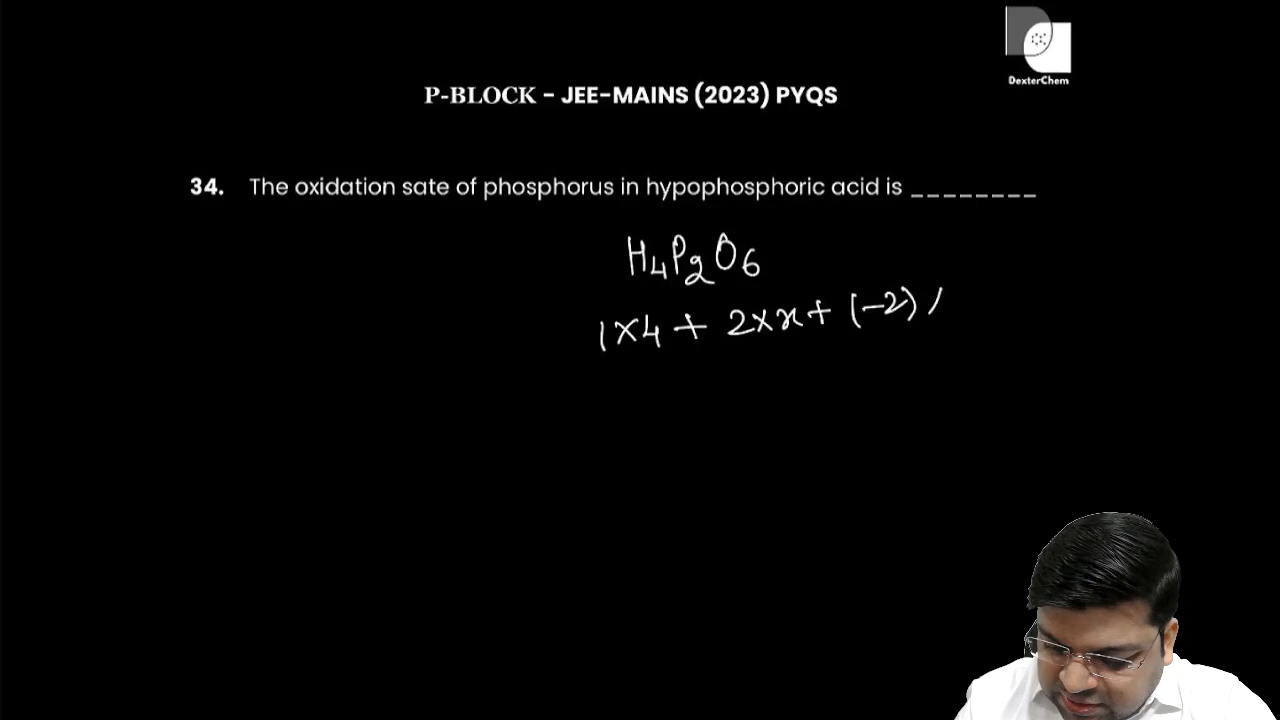 DexterChem
P-BLOCK - JEE-MAINS (2023) PYQS
34. The oxidation sate of phosphorus in hypophosphoric acid is ________
H₄P₂O₆
1×4 + 2×x + (-2)